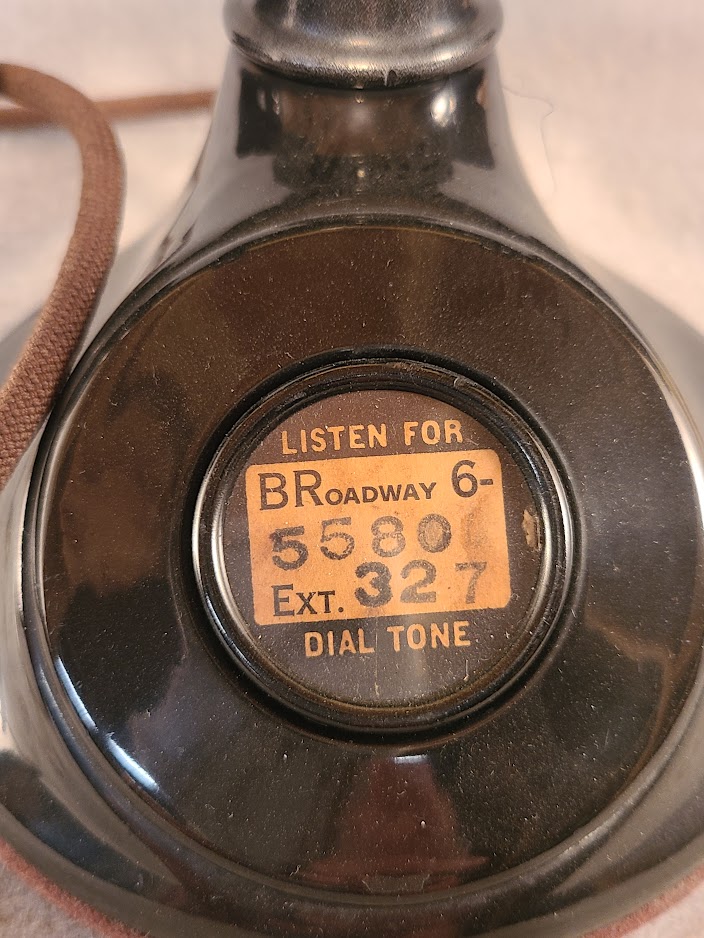 LISTEN FOR
BROADWAY 6-
5580
EXT. 327
DIAL TONE